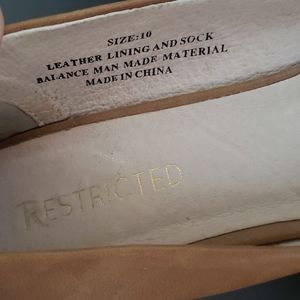 SIZE:10
LEATHER LINING AND SOCK
BALANCE MAN MADE MATERIAL
MADE IN CHINA
RESTRICTED